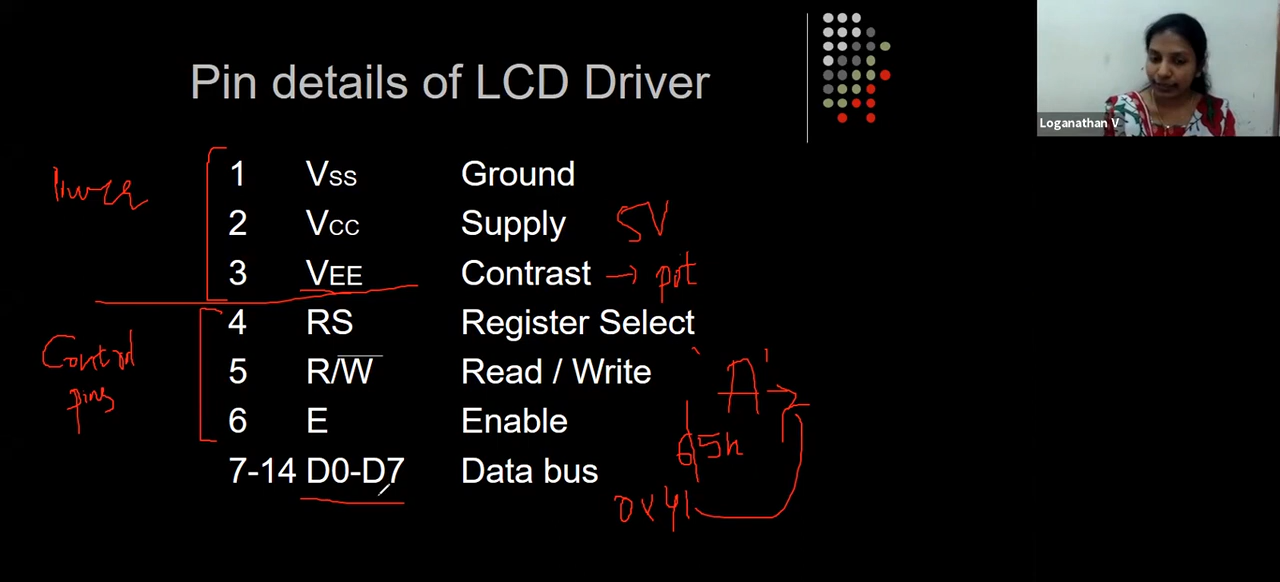 Pin details of LCD Driver
Loganathan V
1 Vss Ground
2 Vcc Supply 5V
3 VEE Contrast → pot
4 RS Register Select
Control
pins
5 R/W̅ Read / Write
'A' →
6 E Enable
65h
7-14 D0-D7 Data bus
0x41